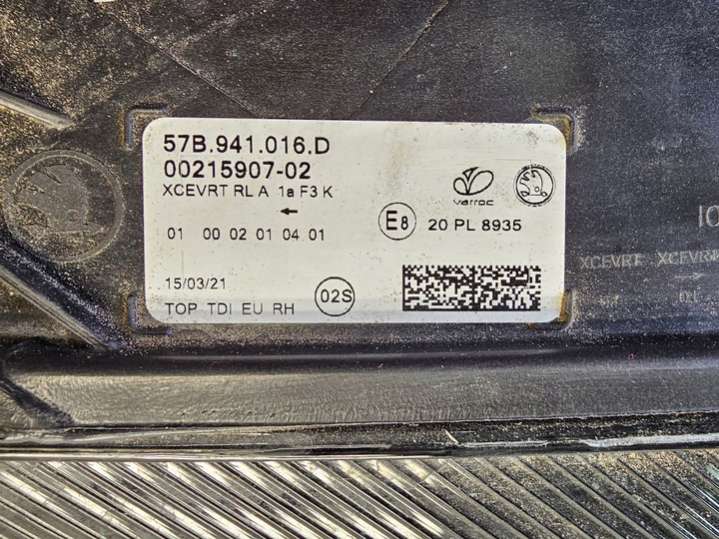 57B.941.016.D
00215907-02
XCEVRT RL A 1a F3 K
←
varroc
01 00 02 01 04 01
E8 20 PL 8935
15/03/21
02S
TOP TDI EU RH
XCEVRT